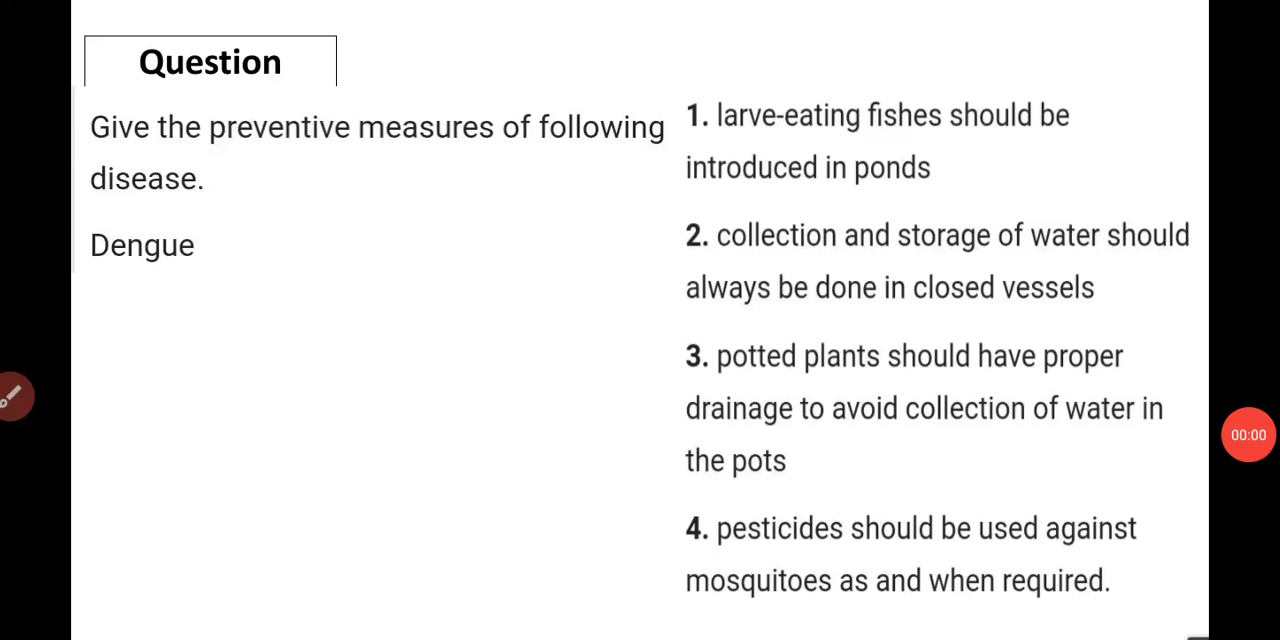 Question
Give the preventive measures of following
disease.
Dengue
1. larve-eating fishes should be
introduced in ponds
2. collection and storage of water should
always be done in closed vessels
3. potted plants should have proper
drainage to avoid collection of water in
the pots
4. pesticides should be used against
mosquitoes as and when required.
00:00